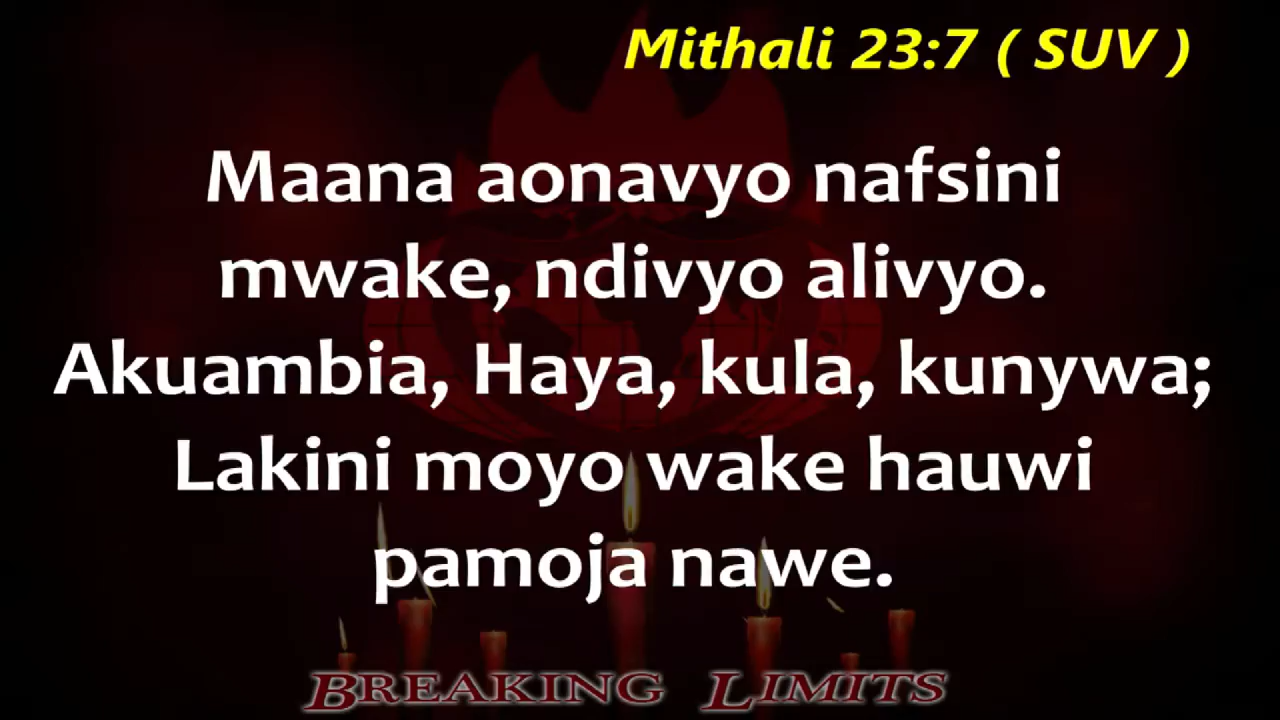 Mithali 23:7 ( SUV )
Maana aonavyo nafsini
mwake, ndivyo alivyo.
Akuambia, Haya, kula, kunywa;
Lakini moyo wake hauwi
pamoja nawe.
BREAKING LIMITS